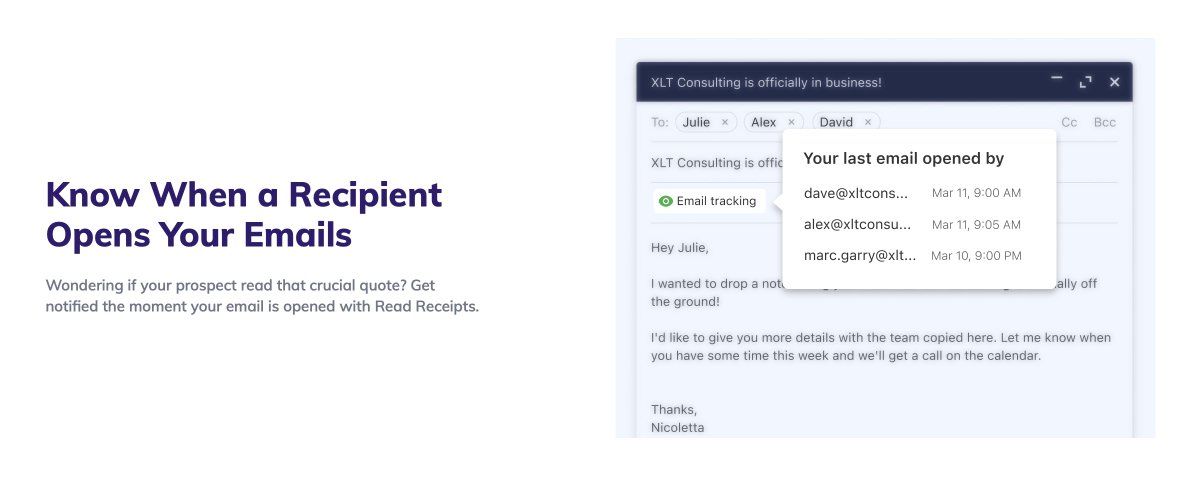 Know When a Recipient
Opens Your Emails
Wondering if your prospect read that crucial quote? Get
notified the moment your email is opened with Read Receipts.
XLT Consulting is officially in business!
To: Julie × Alex × David × Cc Bcc
XLT Consulting is offic
Email tracking
Your last email opened by
dave@xltcons... Mar 11, 9:00 AM
alex@xltconsu... Mar 11, 9:05 AM
marc.garry@xlt... Mar 10, 9:00 PM
Hey Julie,
I wanted to drop a not ally off
the ground!
I'd like to give you more details with the team copied here. Let me know when
you have some time this week and we'll get a call on the calendar.
Thanks,
Nicoletta